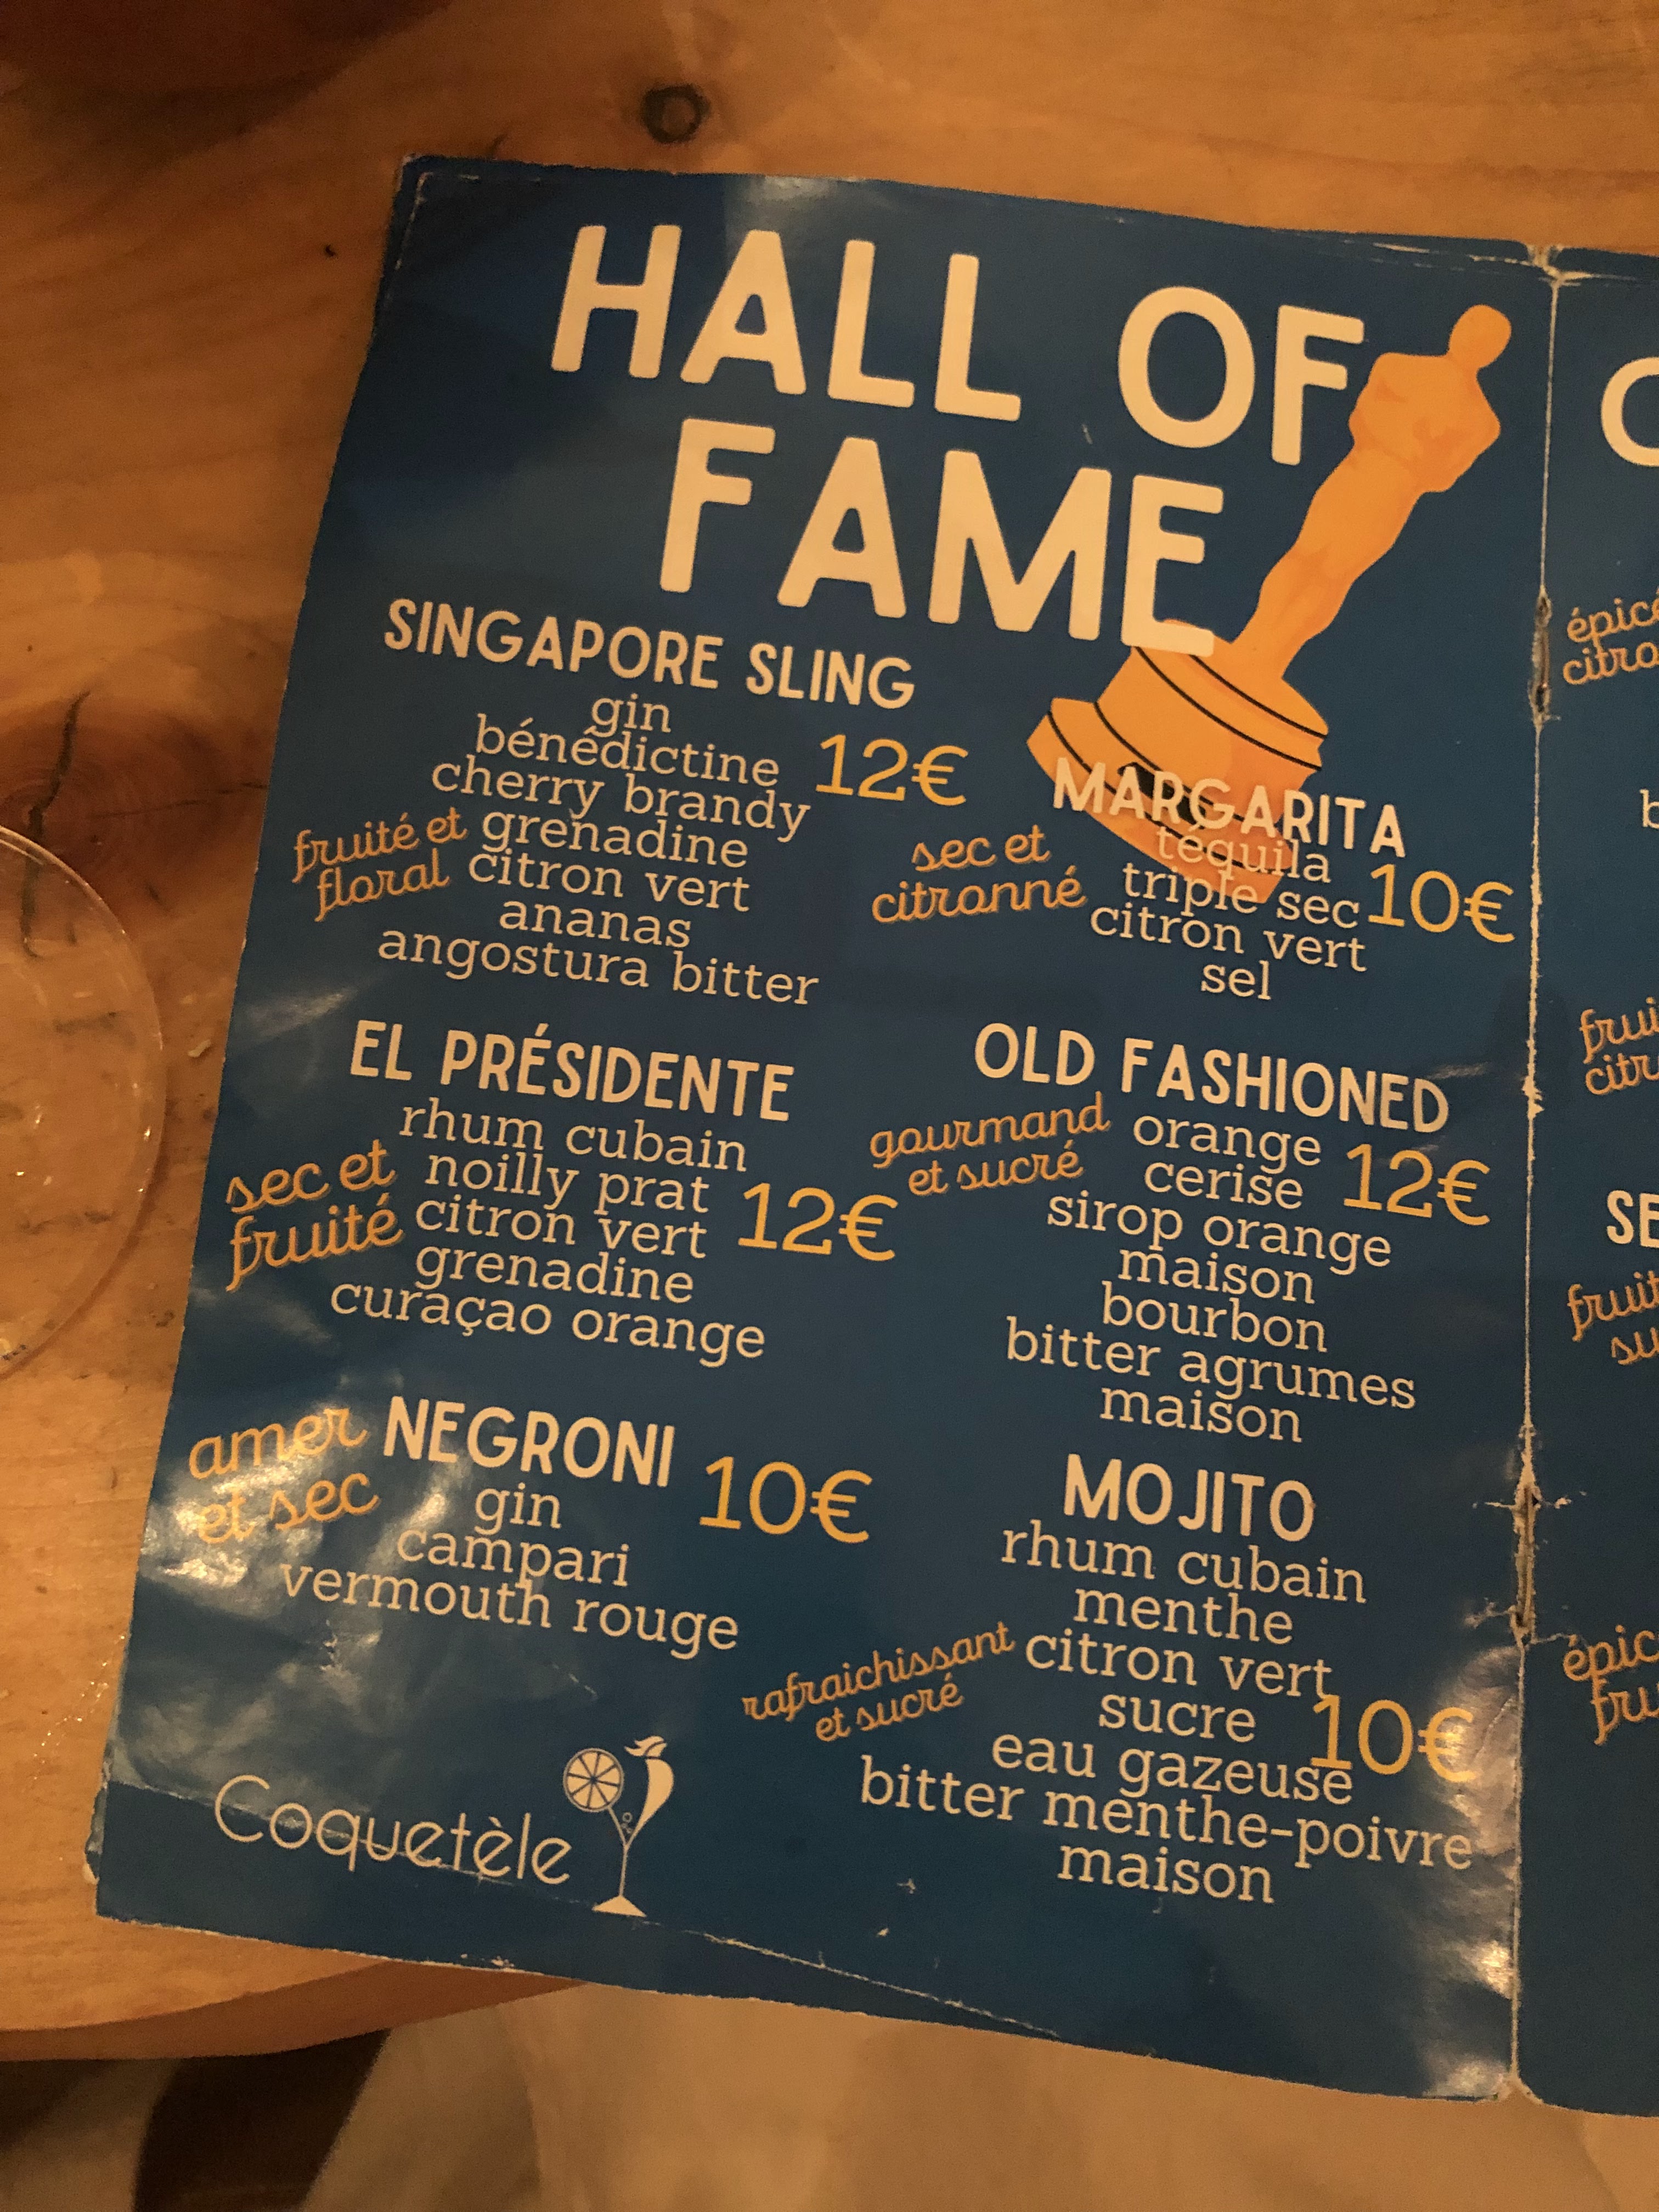 HALL OF
FAME
SINGAPORE SLING
gin
bénédictine
cherry brandy
grenadine
citron vert
ananas
angostura bitter
12€
fruité et
floral
MARGARITA
téquila
triple sec
citron vert
sel
10€
sec et
citronné
EL PRÉSIDENTE
rhum cubain
noilly prat
citron vert
grenadine
curaçao orange
12€
sec et
fruité
OLD FASHIONED
orange
cerise
sirop orange
maison
bourbon
bitter agrumes
maison
12€
gourmand
et sucré
NEGRONI
gin
campari
vermouth rouge
10€
amer
et sec
MOJITO
rhum cubain
menthe
citron vert
sucre
eau gazeuse
bitter menthe-poivre
maison
10€
rafraichissant
et sucré
Coquetèle